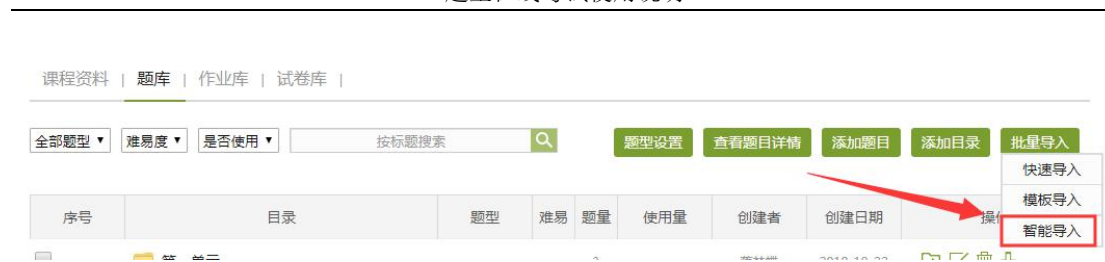 课程资料 | 题库 | 作业库 | 试卷库 |
全部题型 ▼ 难易度 ▼ 是否使用 ▼ 按标题搜索 题型设置 查看题目详情 添加题目 添加目录 批量导入
快速导入
模板导入
序号 目录 题型 难易 题量 使用量 创建者 创建日期
智能导入